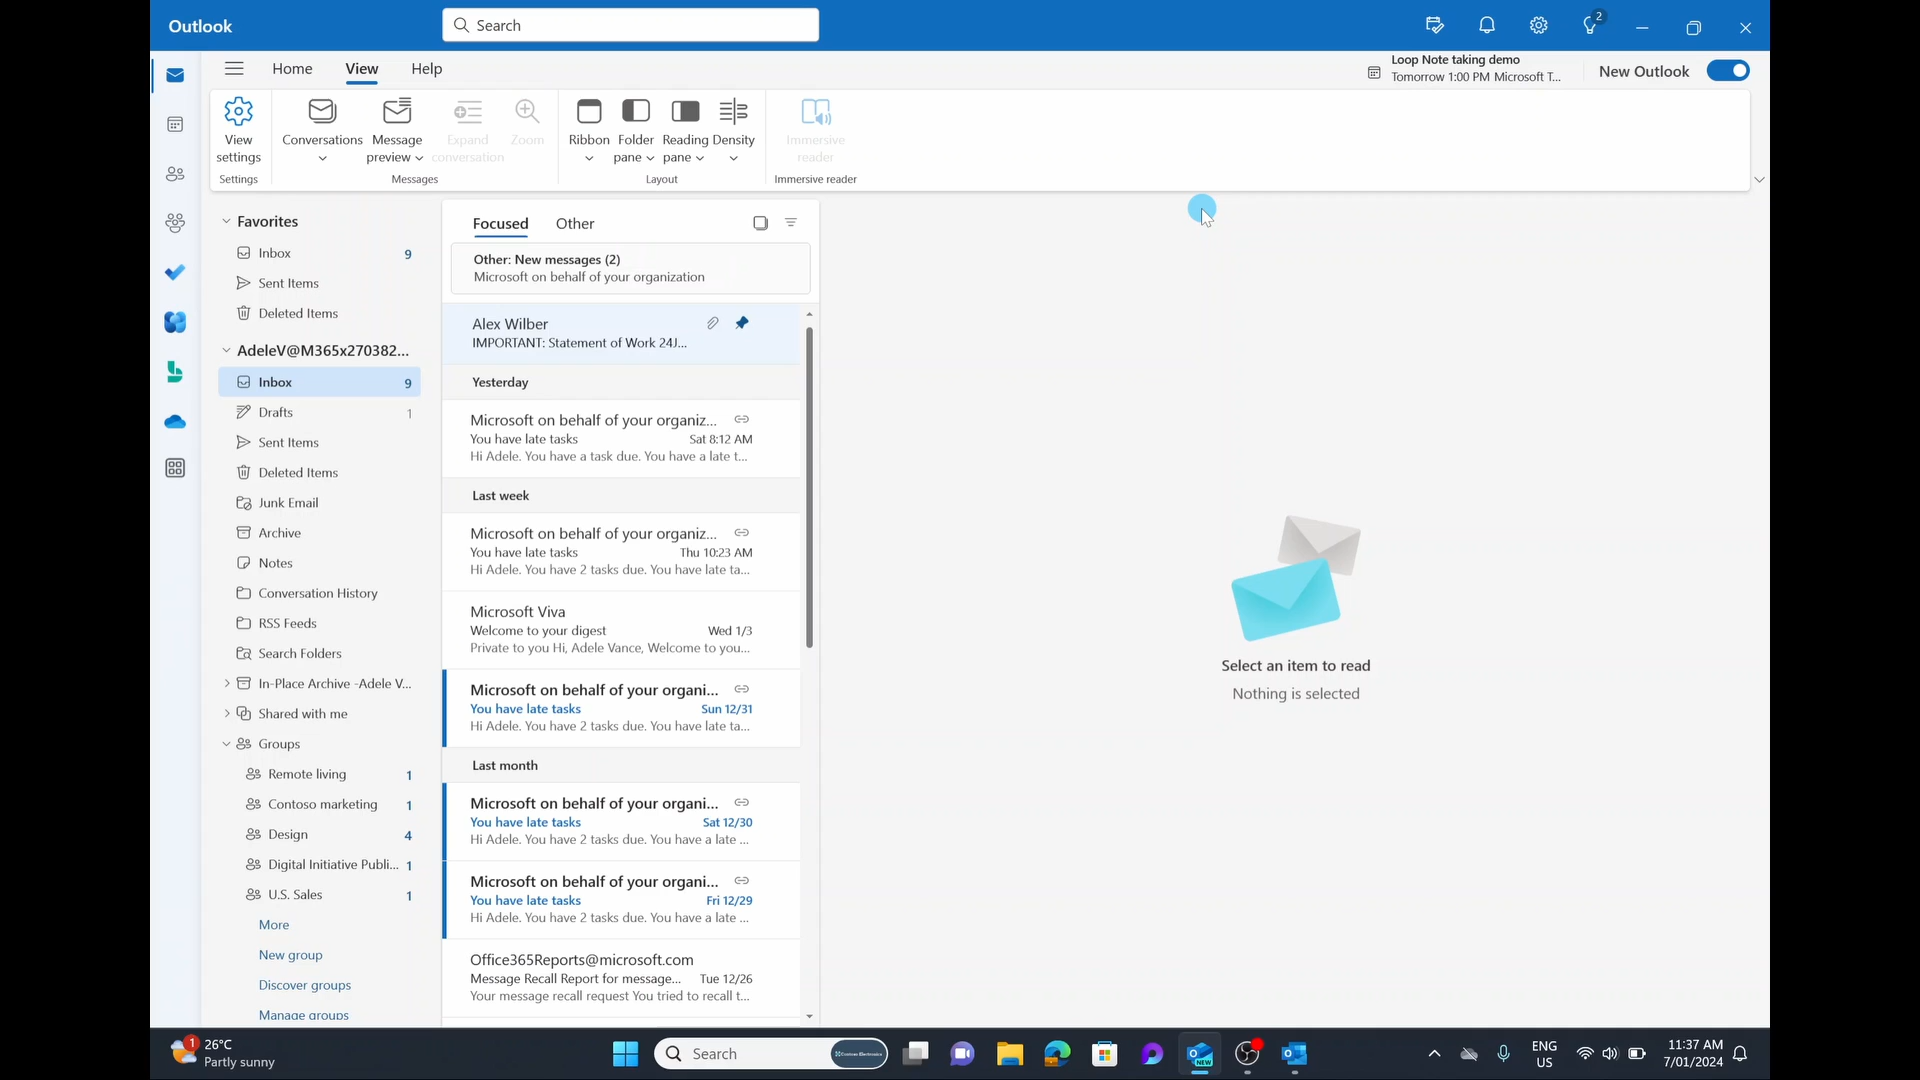 Outlook
Search
2
Home
View
Help
Loop Note taking demo
Tomorrow 1:00 PM Microsoft T...
New Outlook
View
settings
Settings
Conversations
Message
preview
Expand
conversation
Zoom
Messages
Ribbon
Folder
pane
Reading
pane
Density
Layout
Immersive
reader
Immersive reader
Favorites
Inbox 9
Sent Items
Deleted Items
AdeleV@M365x270382...
Inbox 9
Drafts 1
Sent Items
Deleted Items
Junk Email
Archive
Notes
Conversation History
RSS Feeds
Search Folders
In-Place Archive -Adele V...
Shared with me
Groups
Remote living 1
Contoso marketing 1
Design 4
Digital Initiative Publi... 1
U.S. Sales 1
More
New group
Discover groups
Manage groups
Focused
Other
Other: New messages (2)
Microsoft on behalf of your organization
Alex Wilber
IMPORTANT: Statement of Work 24J...
Yesterday
Microsoft on behalf of your organiz...
You have late tasks Sat 8:12 AM
Hi Adele. You have a task due. You have a late t...
Last week
Microsoft on behalf of your organiz...
You have late tasks Thu 10:23 AM
Hi Adele. You have 2 tasks due. You have late ta...
Microsoft Viva
Welcome to your digest Wed 1/3
Private to you Hi, Adele Vance, Welcome to you...
Microsoft on behalf of your organi...
You have late tasks Sun 12/31
Hi Adele. You have 2 tasks due. You have late ta...
Last month
Microsoft on behalf of your organi...
You have late tasks Sat 12/30
Hi Adele. You have 2 tasks due. You have a late ...
Microsoft on behalf of your organi...
You have late tasks Fri 12/29
Hi Adele. You have 2 tasks due. You have a late ...
Office365Reports@microsoft.com
Message Recall Report for message... Tue 12/26
Your message recall request You tried to recall t...
Select an item to read
Nothing is selected
1
26°C
Partly sunny
Search
Contoso Electronics
NEW
ENG
US
11:37 AM
7/01/2024